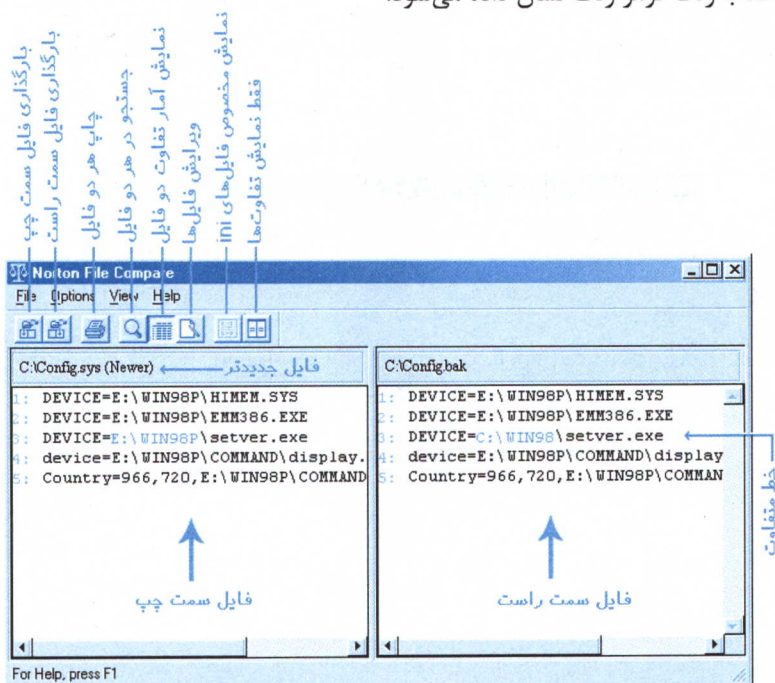 نشان داده می‌شود.
بارگذاری فایل سمت چپ
بارگذاری فایل سمت راست
چاپ هر دو فایل
جستجو در هر دو فایل
نمایش آمار تفاوت دو فایل
ویرایش فایل‌ها
نمایش مخصوص فایل‌های ini
فقط نمایش تفاوت‌ها
Norton File Compare
File Options View Help
C:\Config.sys (Newer)
فایل جدیدتر
1: DEVICE=E:\WIN98P\HIMEM.SYS
2: DEVICE=E:\WIN98P\EMM386.EXE
3: DEVICE=E:\WIN98P\setver.exe
4: device=E:\WIN98P\COMMAND\display.
5: Country=966,720,E:\WIN98P\COMMAND
فایل سمت چپ
C:\Config.bak
1: DEVICE=E:\WIN98P\HIMEM.SYS
2: DEVICE=E:\WIN98P\EMM386.EXE
3: DEVICE=C:\WIN98\setver.exe
4: device=E:\WIN98P\COMMAND\display
5: Country=966,720,E:\WIN98P\COMMAN
فایل سمت راست
خط متفاوت
For Help, press F1